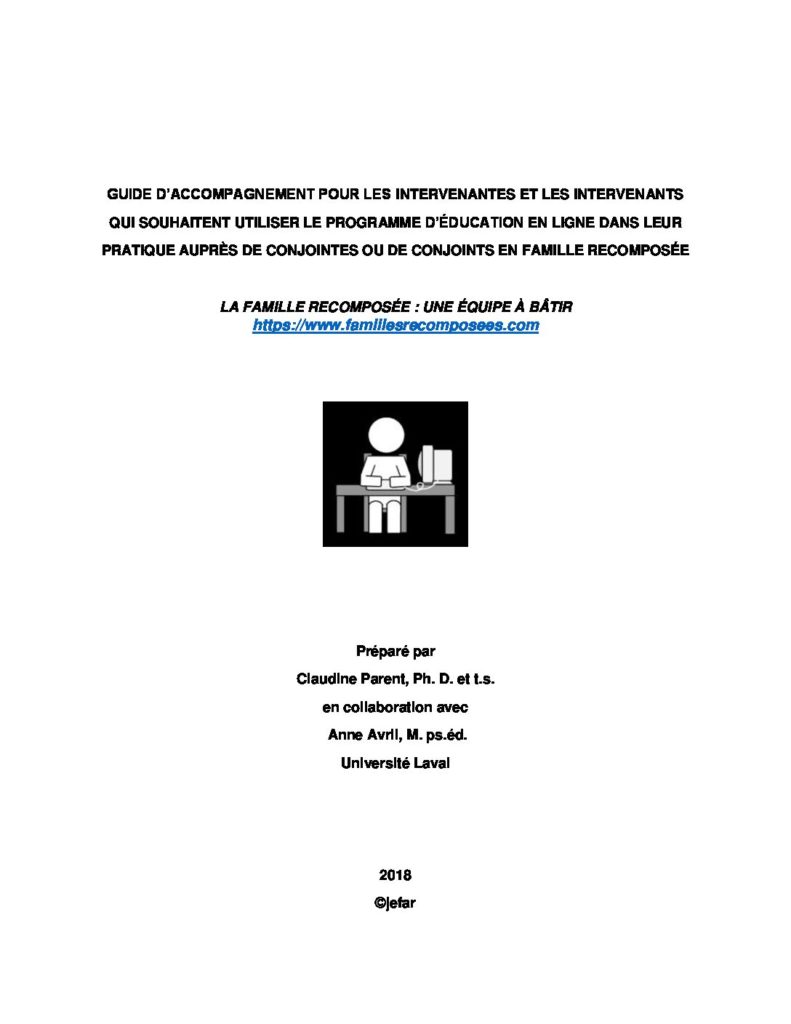 GUIDE D'ACCOMPAGNEMENT POUR LES INTERVENANTES ET LES INTERVENANTS
QUI SOUHAITENT UTILISER LE PROGRAMME D'ÉDUCATION EN LIGNE DANS LEUR
PRATIQUE AUPRÈS DE CONJOINTES OU DE CONJOINTS EN FAMILLE RECOMPOSÉE
LA FAMILLE RECOMPOSÉE : UNE ÉQUIPE À BÂTIR
https://www.famillesrecomposees.com
Préparé par
Claudine Parent, Ph. D. et t.s.
en collaboration avec
Anne Avril, M. ps.éd.
Université Laval
2018
©jefar